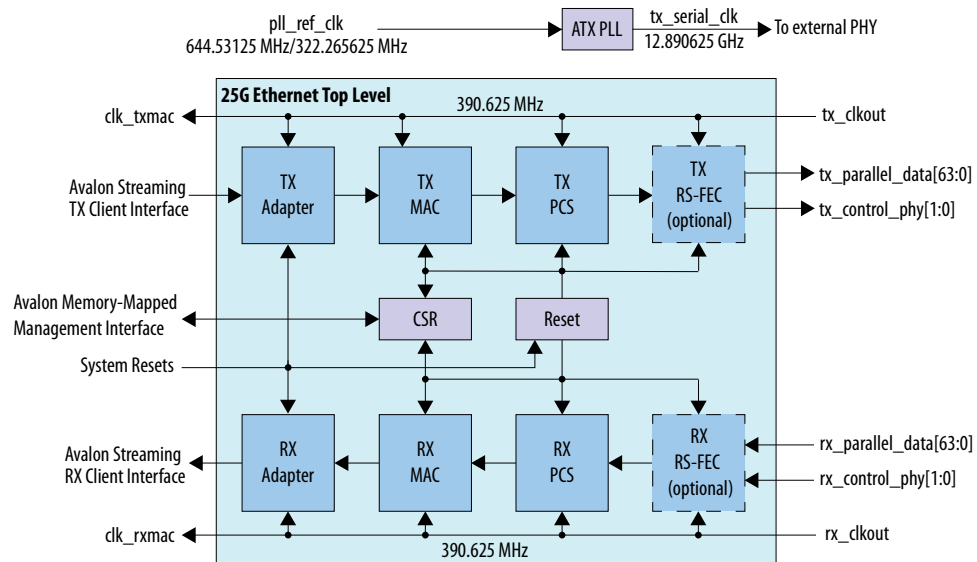 pll_ref_clk
644.53125 MHz/322.265625 MHz
ATX PLL
tx_serial_clk
12.890625 GHz
To external PHY
25G Ethernet Top Level
390.625 MHz
clk_txmac
tx_clkout
Avalon Streaming
TX Client Interface
TX
Adapter
TX
MAC
TX
PCS
TX
RS-FEC
(optional)
tx_parallel_data[63:0]
tx_control_phy[1:0]
Avalon Memory-Mapped
Management Interface
CSR
Reset
System Resets
Avalon Streaming
RX Client Interface
RX
Adapter
RX
MAC
RX
PCS
RX
RS-FEC
(optional)
rx_parallel_data[63:0]
rx_control_phy[1:0]
clk_rxmac
390.625 MHz
rx_clkout